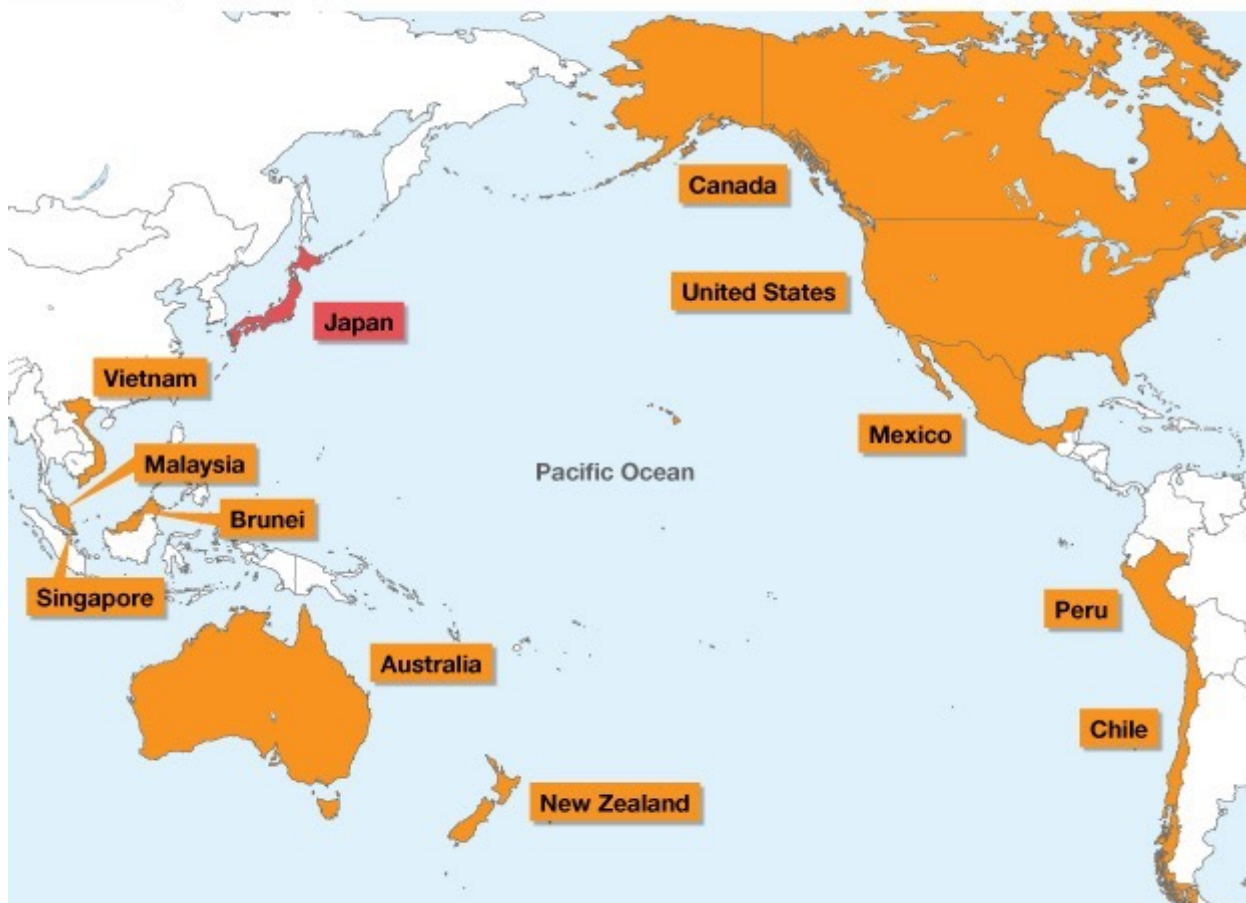 Canada
United States
Japan
Vietnam
Mexico
Malaysia
Pacific Ocean
Brunei
Singapore
Peru
Australia
Chile
New Zealand